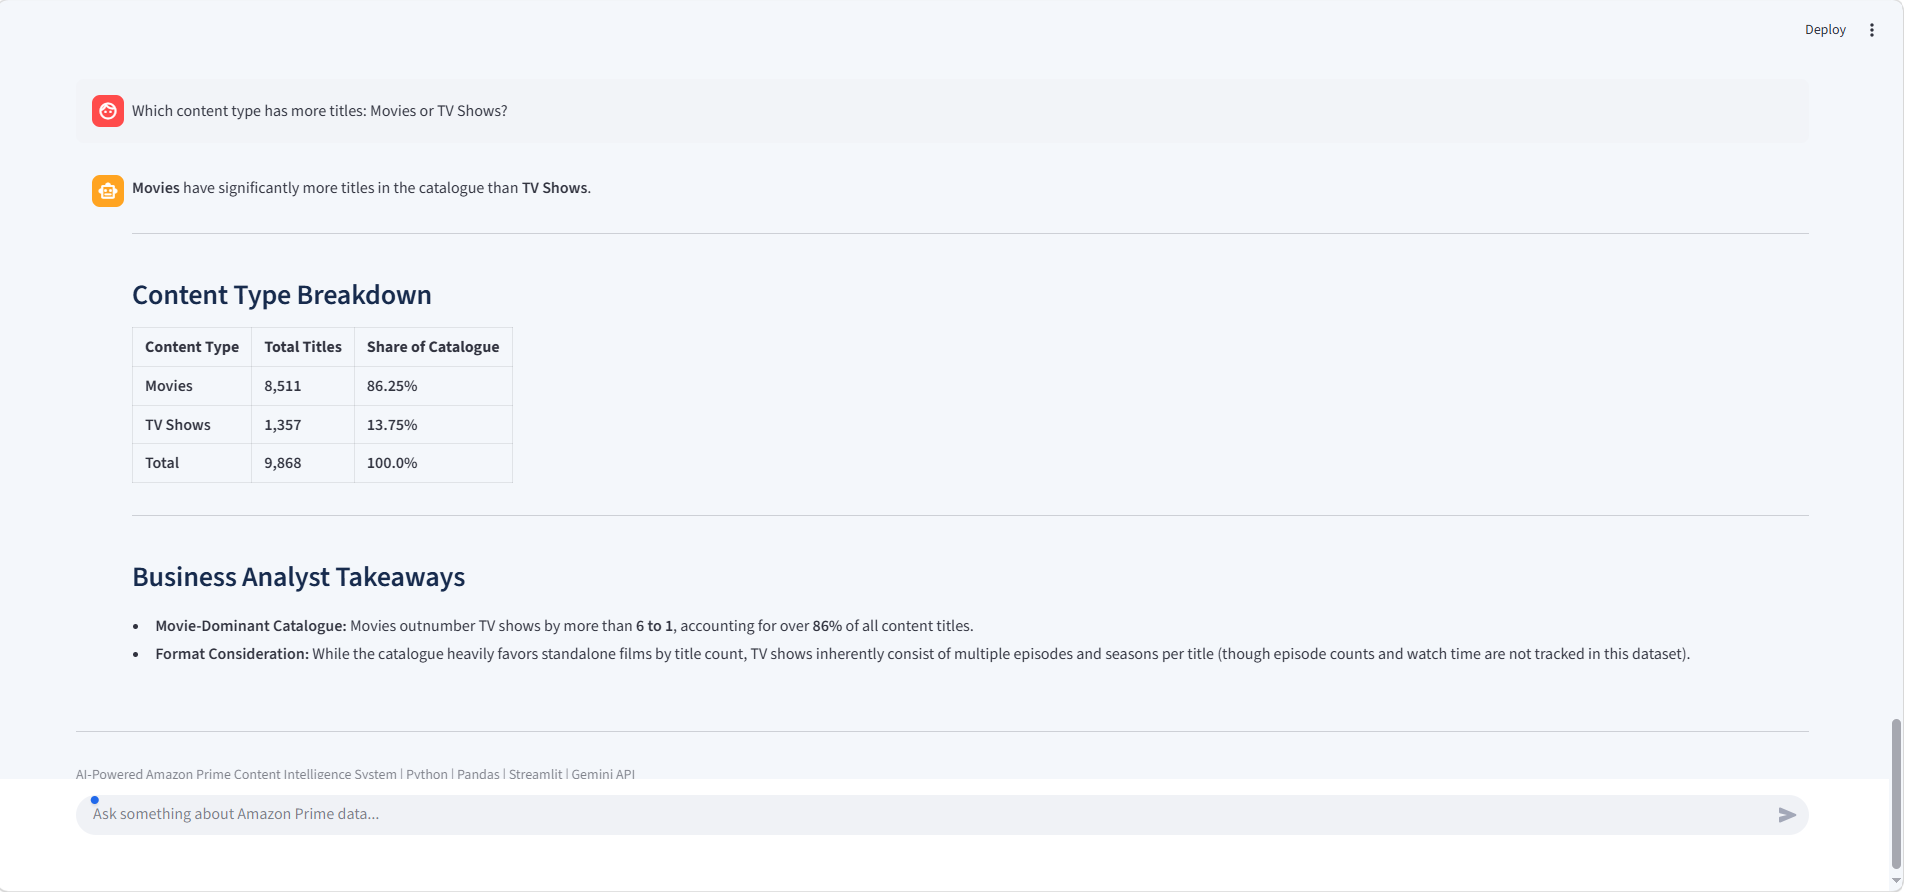 Deploy
Which content type has more titles: Movies or TV Shows?
Movies have significantly more titles in the catalogue than TV Shows.
Content Type Breakdown
Content Type Total Titles Share of Catalogue
Movies 8,511 86.25%
TV Shows 1,357 13.75%
Total 9,868 100.0%
Business Analyst Takeaways
• Movie-Dominant Catalogue: Movies outnumber TV shows by more than 6 to 1, accounting for over 86% of all content titles.
• Format Consideration: While the catalogue heavily favors standalone films by title count, TV shows inherently consist of multiple episodes and seasons per title (though episode counts and watch time are not tracked in this dataset).
AI-Powered Amazon Prime Content Intelligence System | Python | Pandas | Streamlit | Gemini API
Ask something about Amazon Prime data...